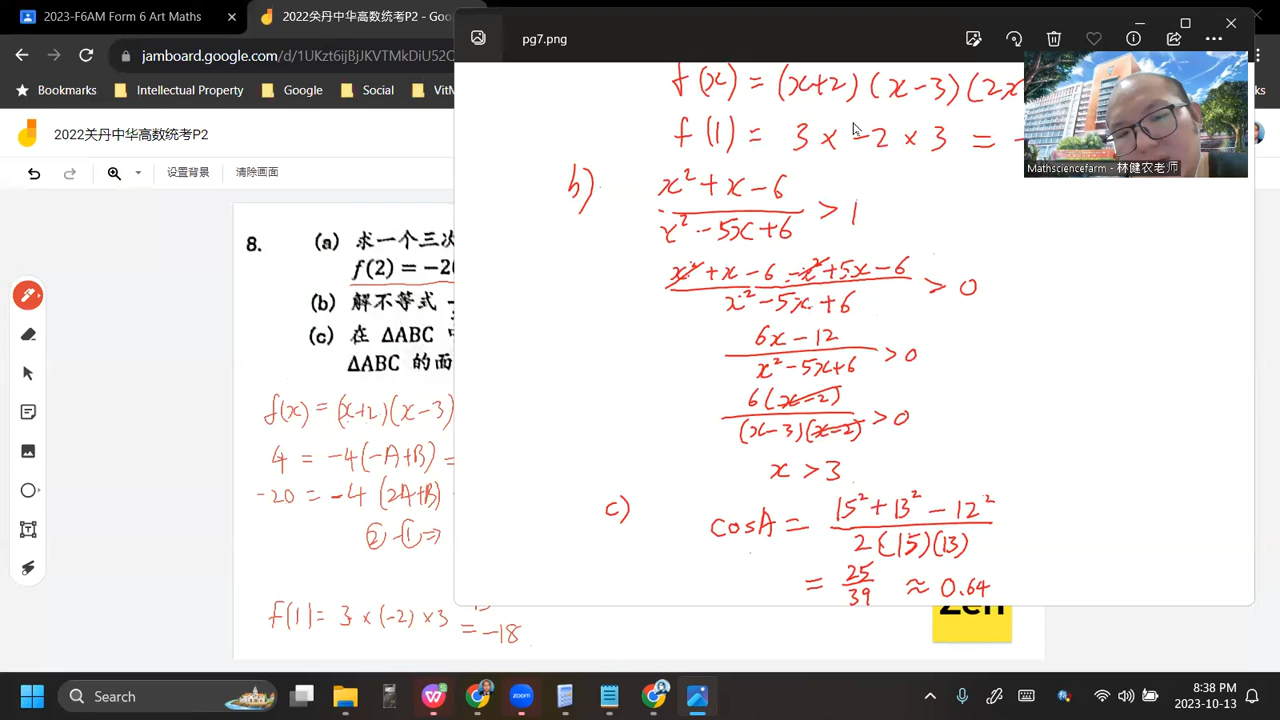 2023-F6AM Form 6 Art Maths
2022关丹中华高数统考P2 - Goo
pg7.png
jamboard.google.com/d/1UKzt6ijBjKVTMkDiU52C
Bookmarks
Hangouts
Google
Education
2022关丹中华高数统考P2
设置背景
清除画面
8.
(a) 求一个三次
f(2) = -20
(b) 解不等式
(c) 在 ΔABC
ΔABC 的面
f(x) = (x+2)(x-3)
4 = -4(-A+B) =
-20 = -4 (2A+B)
② - ① ⇒
f(1) = 3 × (-2) × 3
= -18
f(x) = (x+2)(x-3)(2x
f(1) = 3 × -2 × 3 = -
b) x²+x-6
x²-5x+6 > 1
x²+x-6-x²+5x-6
x²-5x+6 > 0
6x-12
x²-5x+6 > 0
6(x-2)
(x-3)(x-2) > 0
x > 3
c) cosA = 15²+13²-12²
2(15)(13)
= 25
39 ≈ 0.64
Mathsciencefarm - 林健农老师
Zen
Search
8:38 PM
2023-10-13